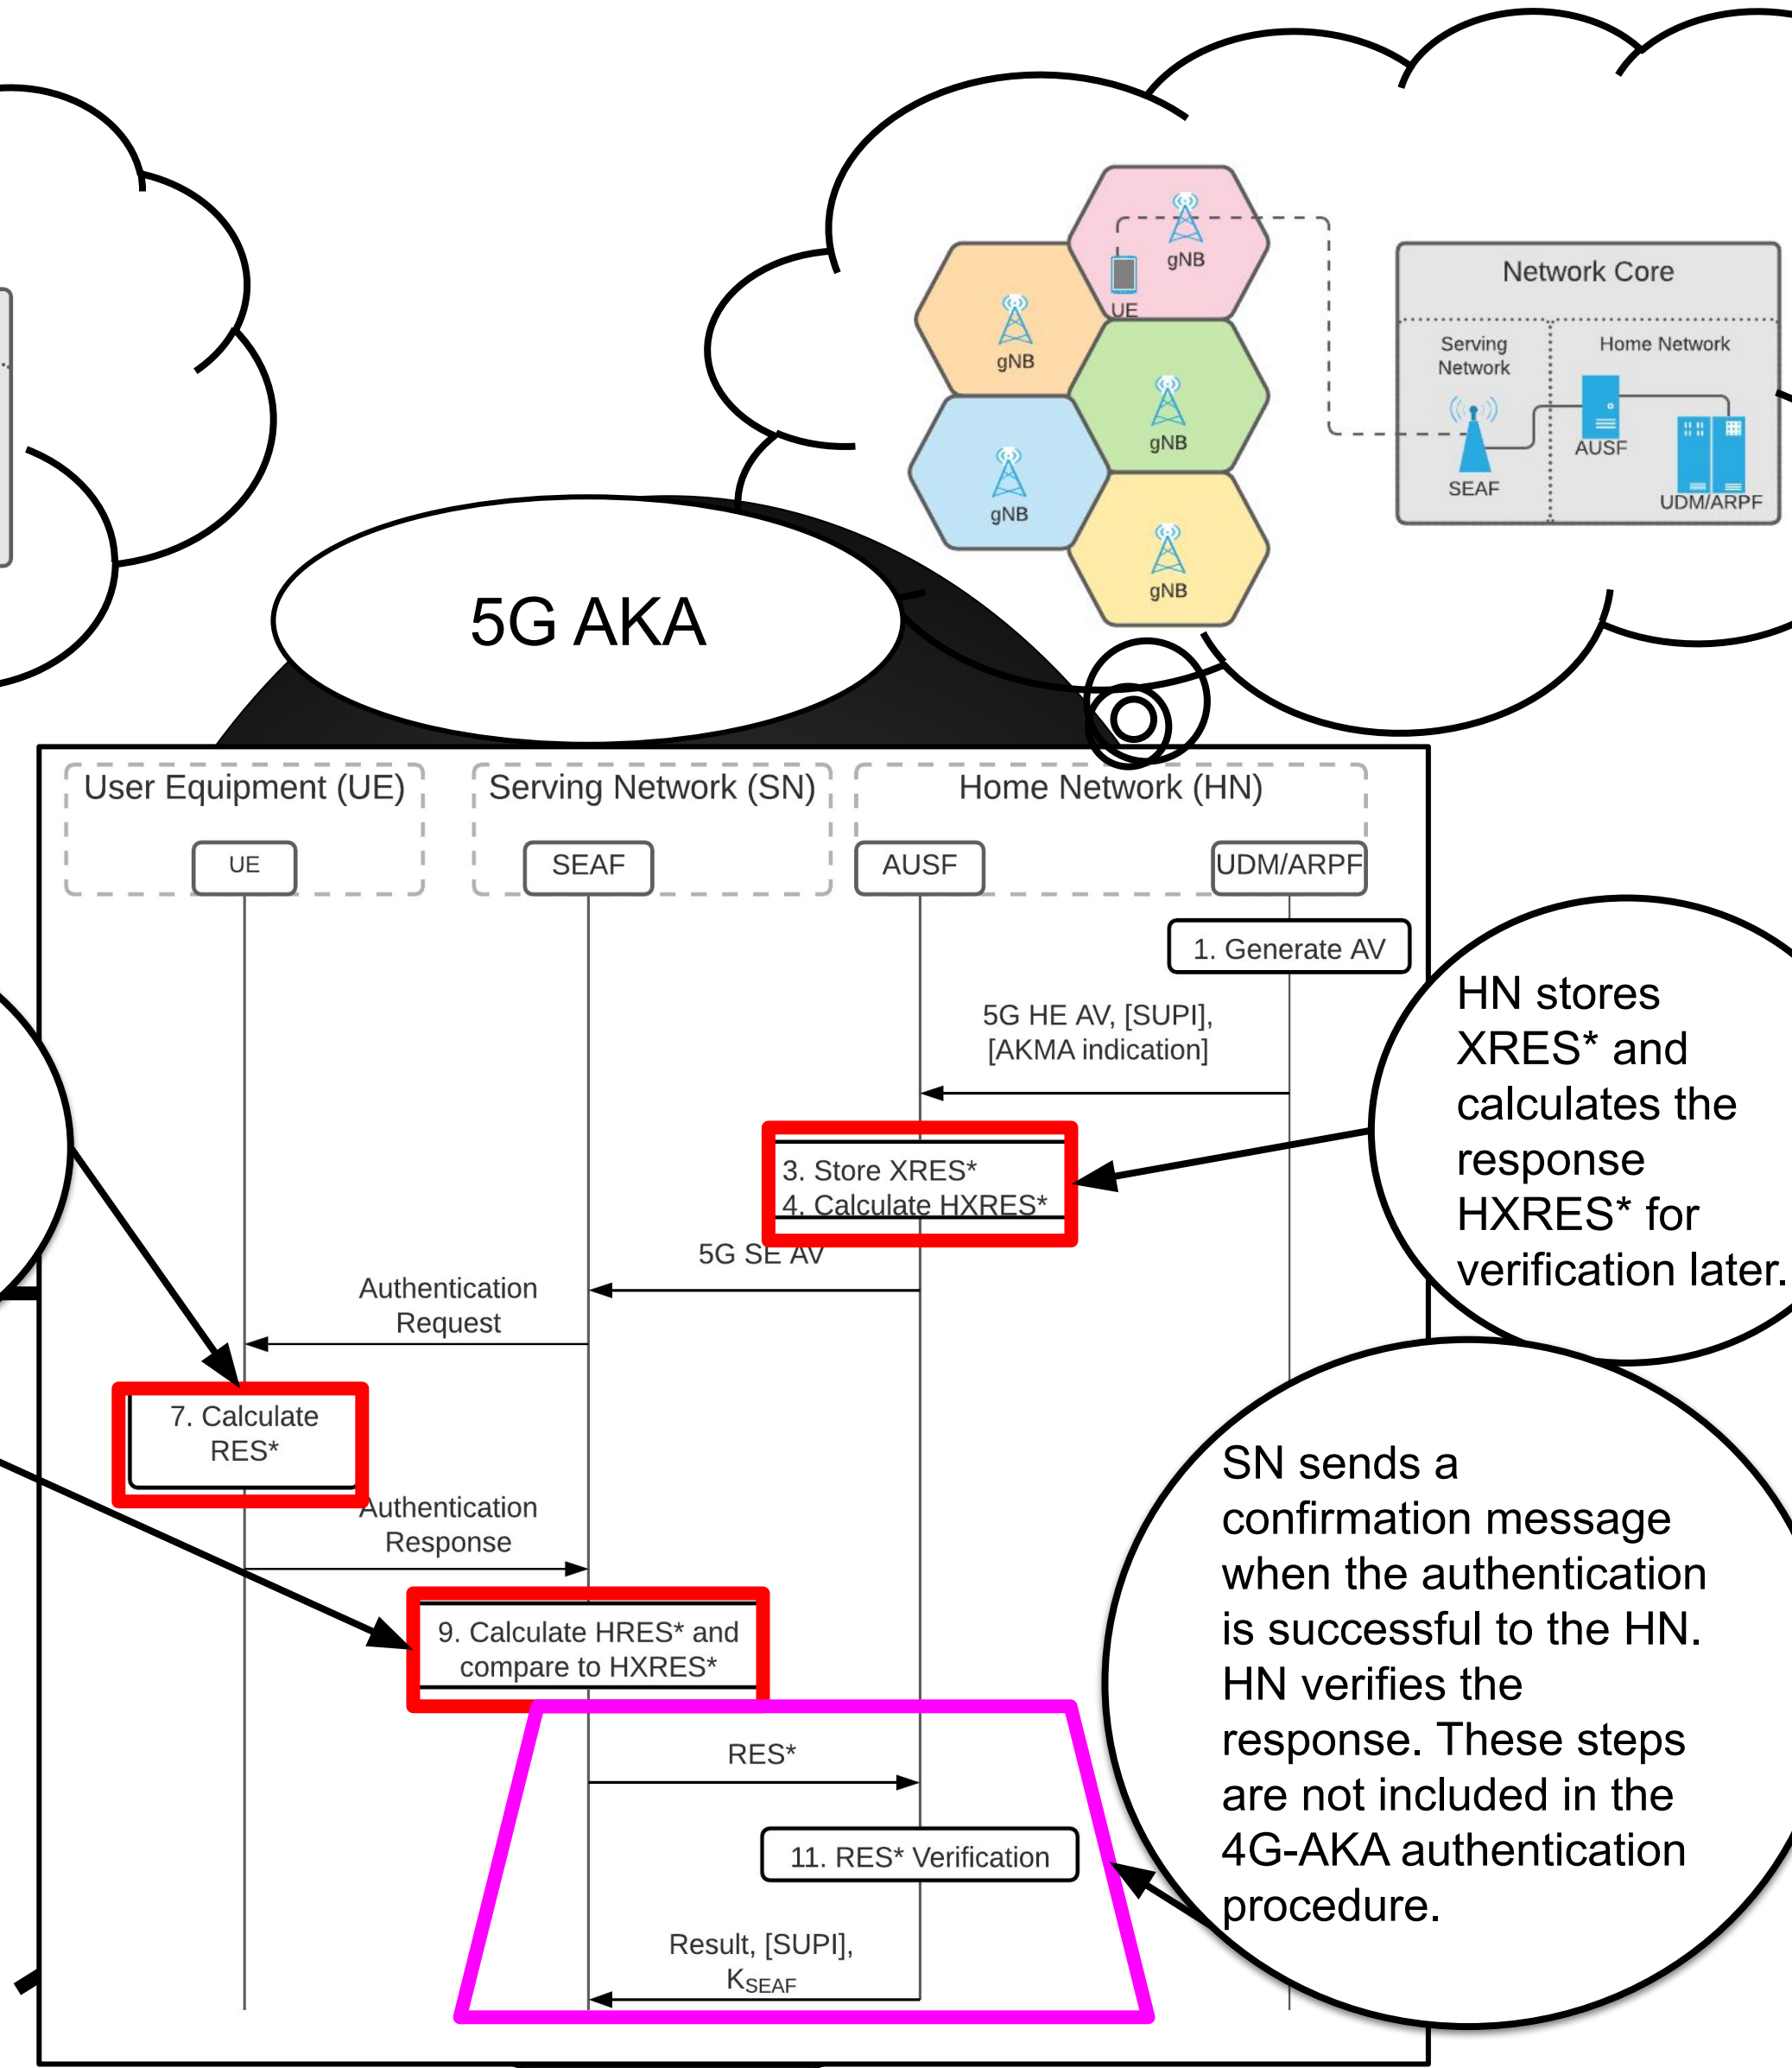 gNB
UE
gNB
gNB
gNB
gNB
Network Core
Serving
Network
Home Network
SEAF
AUSF
UDM/ARPF
5G AKA
User Equipment (UE)
Serving Network (SN)
Home Network (HN)
UE
SEAF
AUSF
UDM/ARPF
1. Generate AV
5G HE AV, [SUPI],
[AKMA indication]
3. Store XRES*
4. Calculate HXRES*
5G SE AV
Authentication
Request
7. Calculate
RES*
Authentication
Response
9. Calculate HRES* and
compare to HXRES*
RES*
11. RES* Verification
Result, [SUPI],
KSEAF
HN stores
XRES* and
calculates the
response
HXRES* for
verification later.
SN sends a
confirmation message
when the authentication
is successful to the HN.
HN verifies the
response. These steps
are not included in the
4G-AKA authentication
procedure.